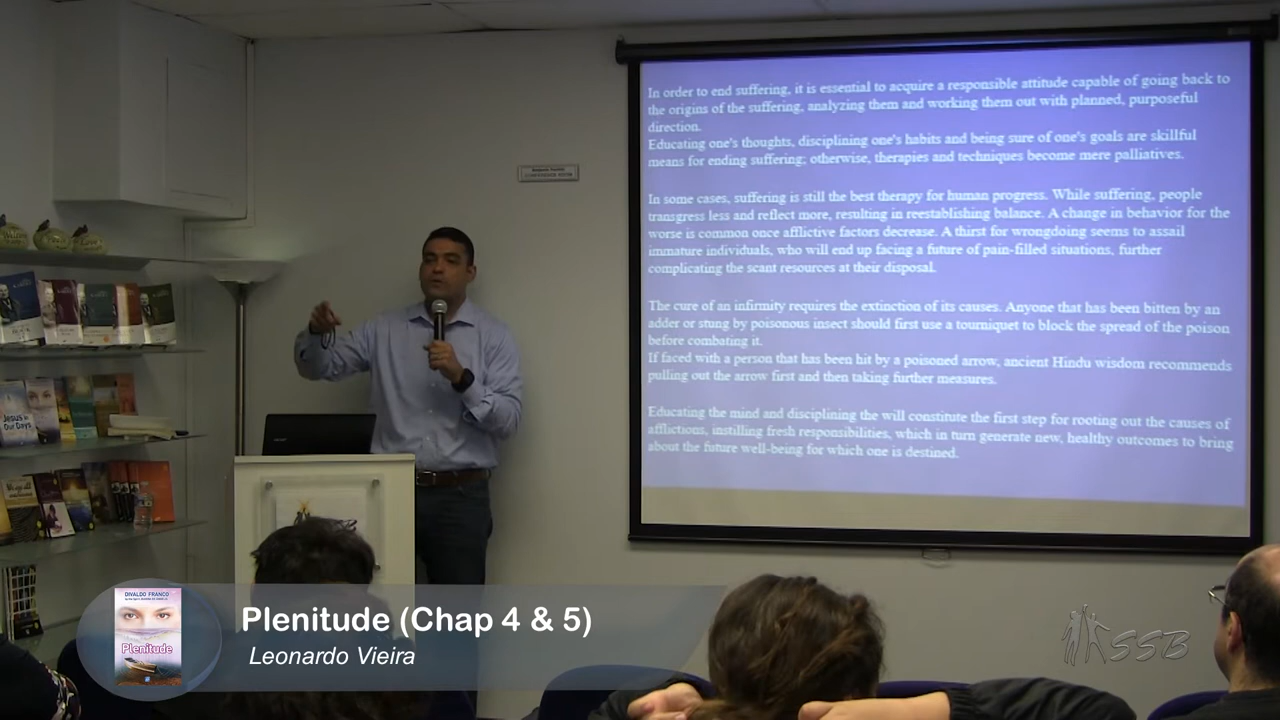 In order to end suffering, it is essential to acquire a responsible attitude capable of going back to
the origins of the suffering, analyzing them and working them out with planned, purposeful
direction.
Educating one's thoughts, disciplining one's habits and being sure of one's goals are skillful
means for ending suffering; otherwise, therapies and techniques become mere palliatives.
In some cases, suffering is still the best therapy for human progress. While suffering, people
transgress less and reflect more, resulting in reestablishing balance. A change in behavior for the
worse is common once afflictive factors decrease. A thirst for wrongdoing seems to assail
immature individuals, who will end up facing a future of pain-filled situations, further
complicating the scant resources at their disposal.
The cure of an infirmity requires the extinction of its causes. Anyone that has been bitten by an
adder or stung by poisonous insect should first use a tourniquet to block the spread of the poison
before combating it.
If faced with a person that has been hit by a poisoned arrow, ancient Hindu wisdom recommends
pulling out the arrow first and then taking further measures.
Educating the mind and disciplining the will constitute the first step for rooting out the causes of
afflictions, instilling fresh responsibilities, which in turn generate new, healthy outcomes to bring
about the future well-being for which one is destined.
Jesus in
Our Days
DIVALDO FRANCO
Plenitude
Plenitude (Chap 4 & 5)
Leonardo Vieira
SSB